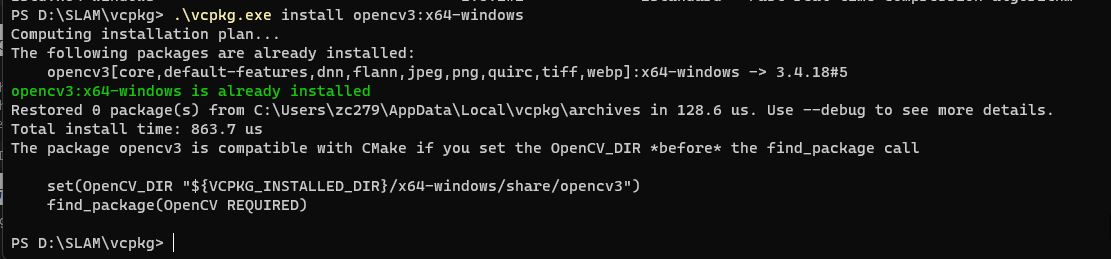 PS D:\SLAM\vcpkg> .\vcpkg.exe install opencv3:x64-windows
Computing installation plan...
The following packages are already installed:
    opencv3[core,default-features,dnn,flann,jpeg,png,quirc,tiff,webp]:x64-windows -> 3.4.18#5
opencv3:x64-windows is already installed
Restored 0 package(s) from C:\Users\zc279\AppData\Local\vcpkg\archives in 128.6 us. Use --debug to see more details.
Total install time: 863.7 us
The package opencv3 is compatible with CMake if you set the OpenCV_DIR *before* the find_package call
    set(OpenCV_DIR "${VCPKG_INSTALLED_DIR}/x64-windows/share/opencv3")
    find_package(OpenCV REQUIRED)
PS D:\SLAM\vcpkg>